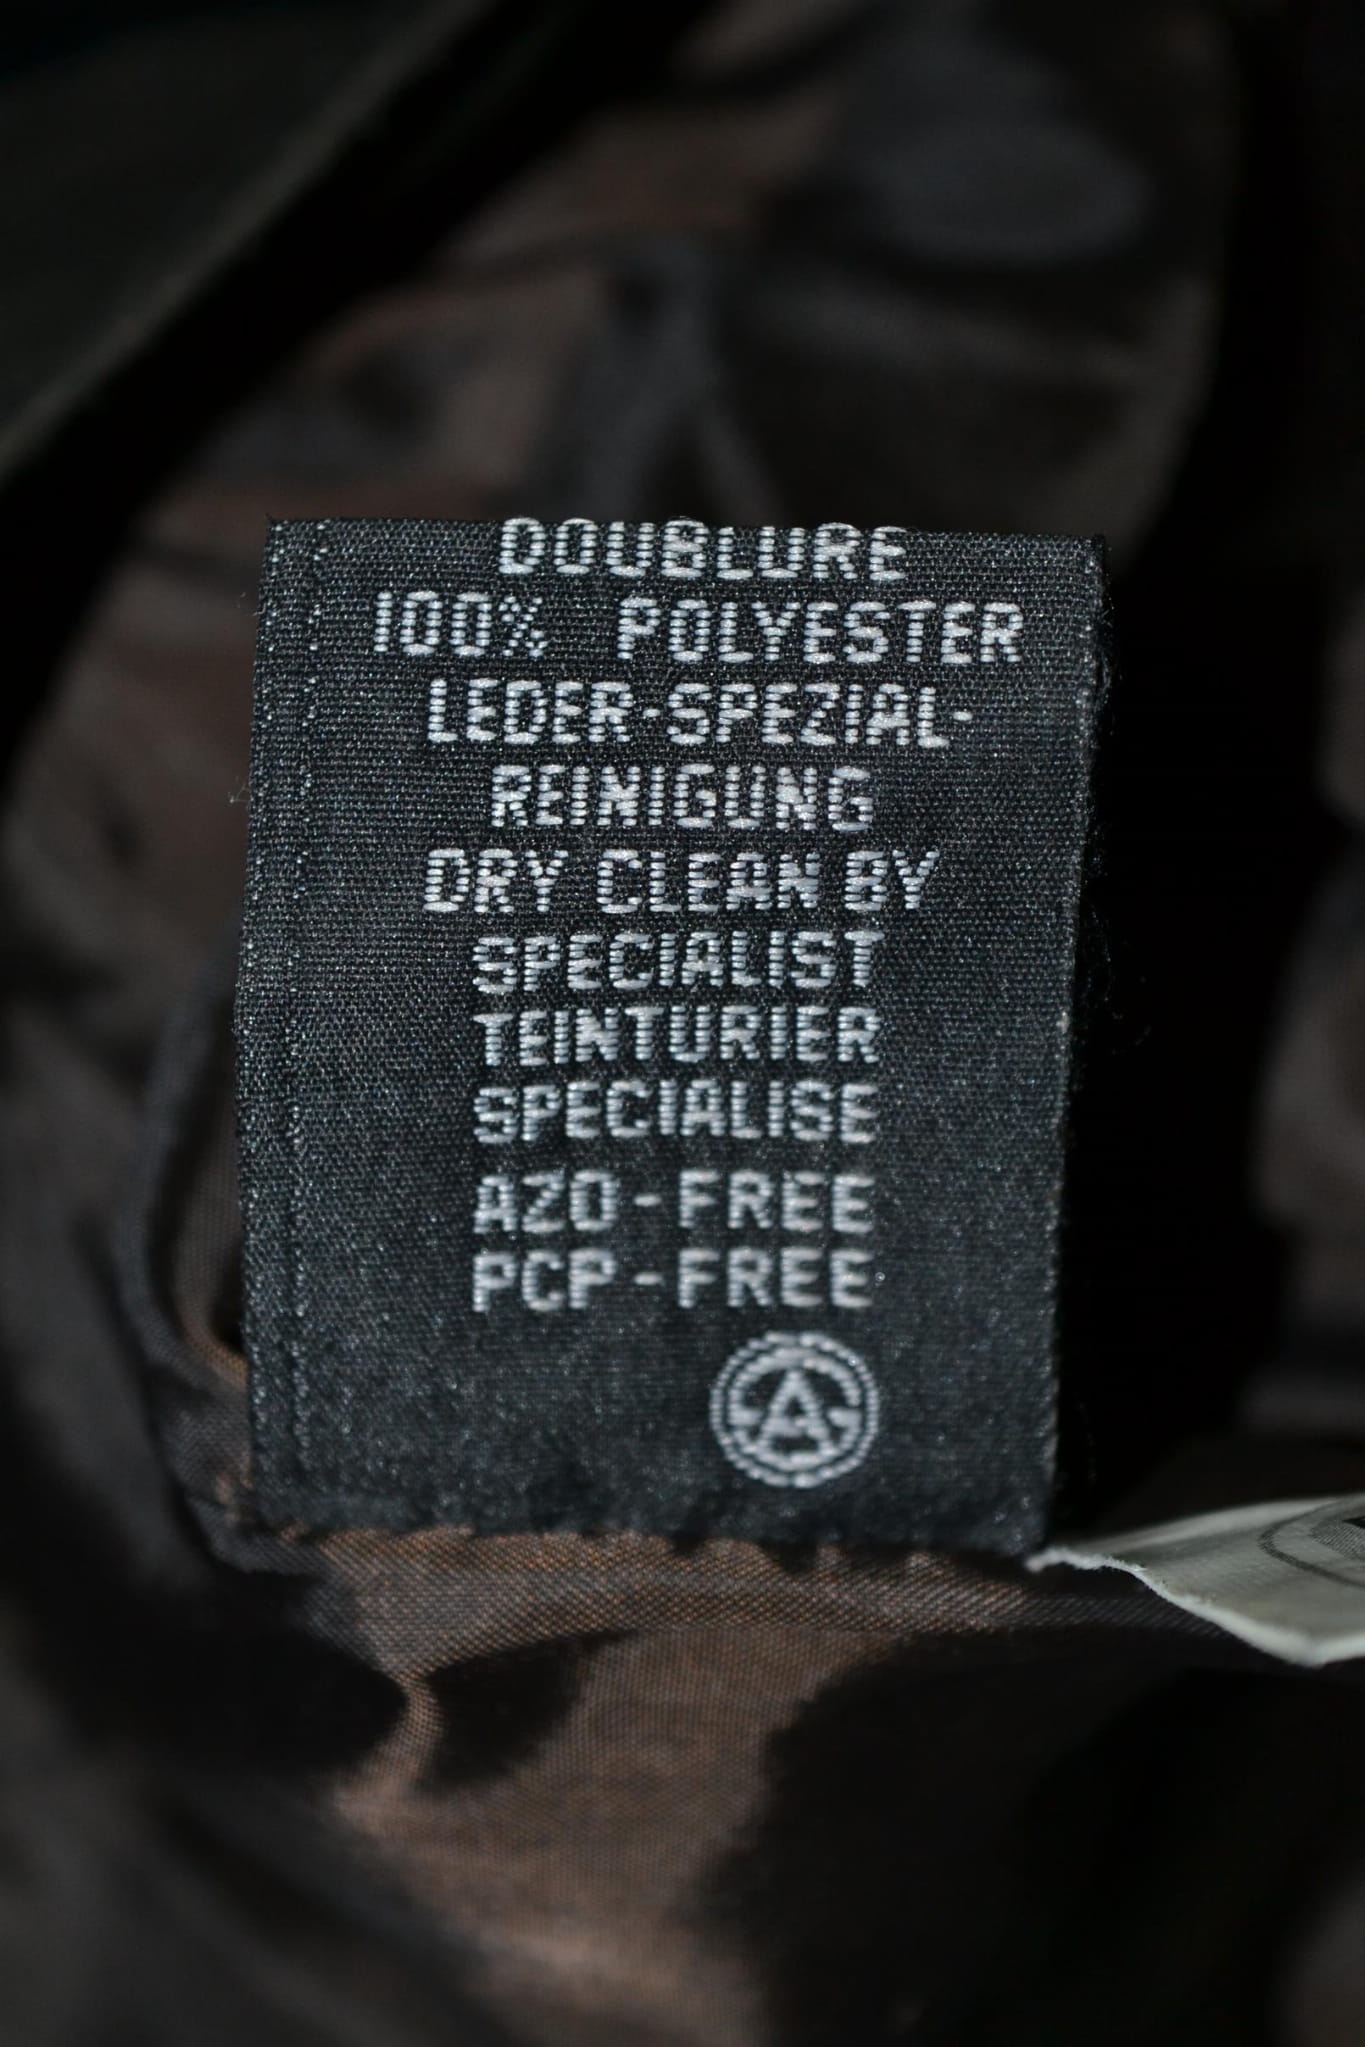 DOUBLURE
100% POLYESTER
LEDER-SPEZIAL-
REINIGUNG
DRY CLEAN BY
SPECIALIST
TEINTURIER
SPECIALISE
AZO-FREE
PCP-FREE
A